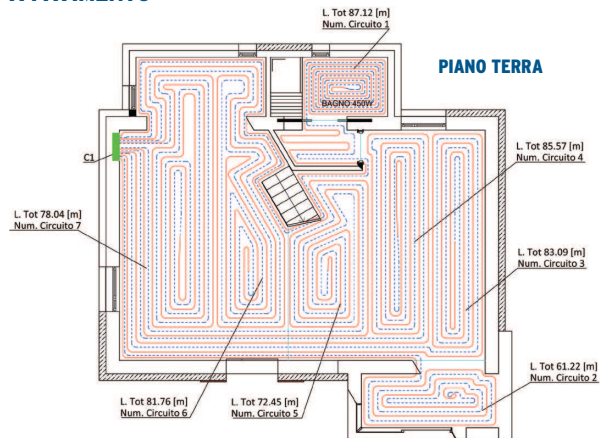 L. Tot 87.12 [m]
Num. Circuito 1
PIANO TERRA
BAGNO 450W
L. Tot 85.57 [m]
Num. Circuito 4
C1
L. Tot 78.04 [m]
Num. Circuito 7
L. Tot 83.09 [m]
Num. Circuito 3
L. Tot 61.22 [m]
Num. Circuito 2
L. Tot 81.76 [m]
Num. Circuito 6
L. Tot 72.45 [m]
Num. Circuito 5